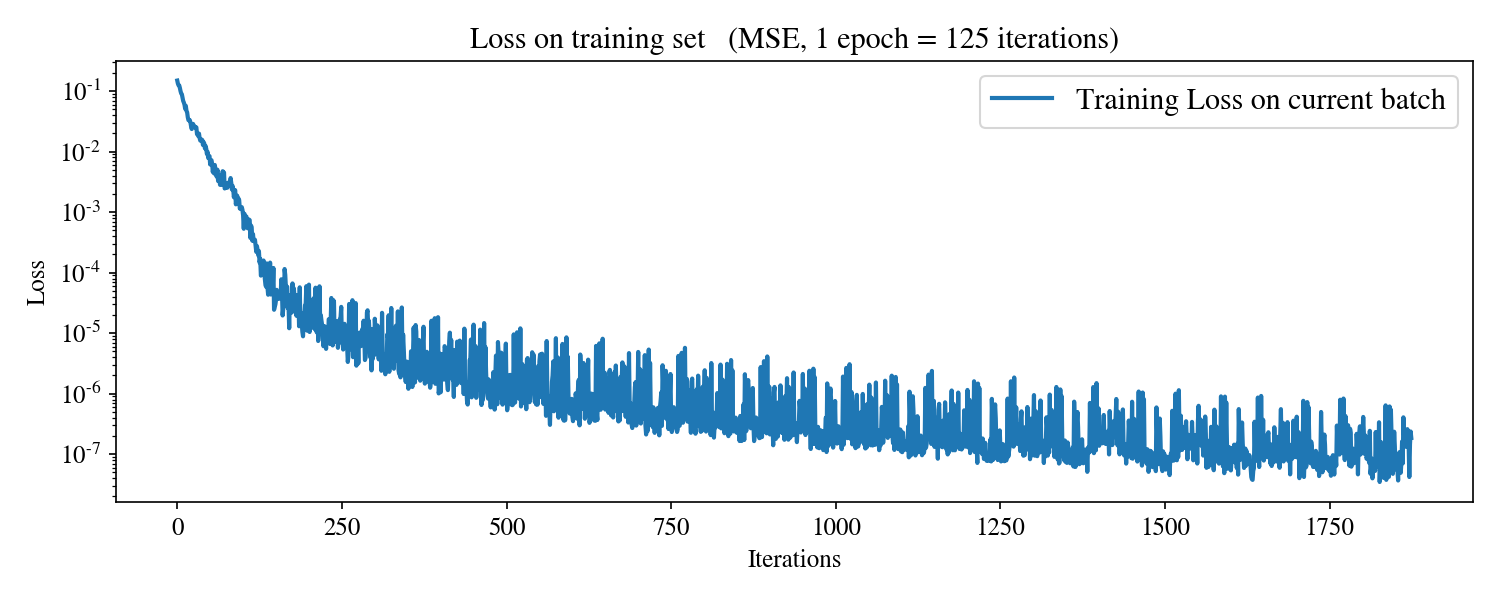 Loss on training set   (MSE, 1 epoch = 125 iterations)
Training Loss on current batch
Loss
10⁻¹
10⁻²
10⁻³
10⁻⁴
10⁻⁵
10⁻⁶
10⁻⁷
0 250 500 750 1000 1250 1500 1750
Iterations